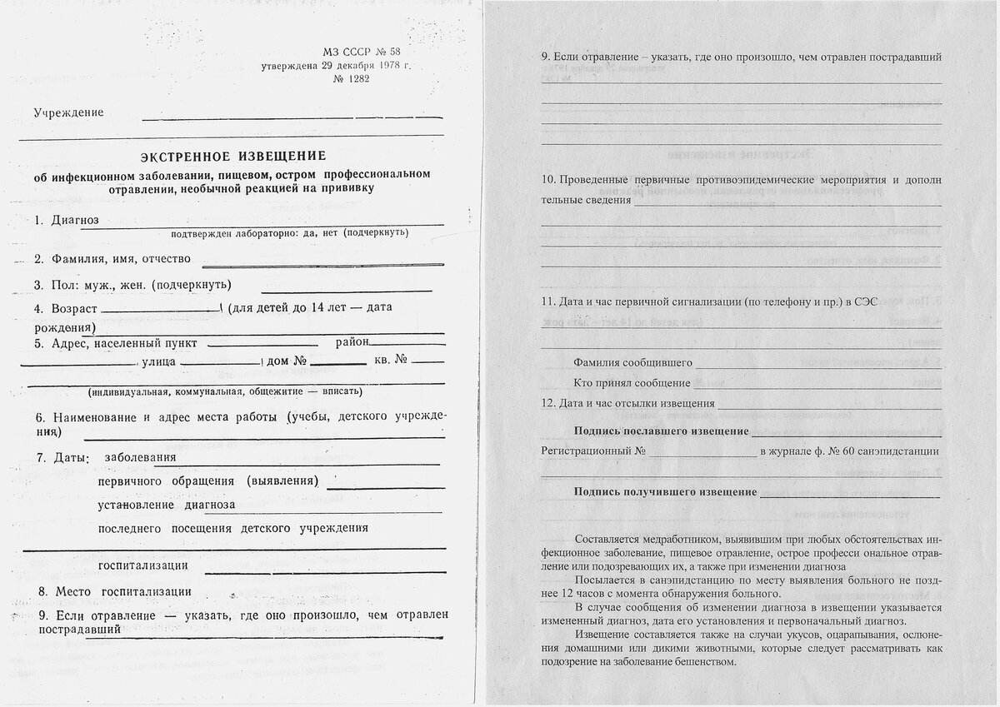 МЗ СССР № 58
утверждена 29 декабря 1978 г.
№ 1282
Учреждение
ЭКСТРЕННОЕ ИЗВЕЩЕНИЕ
об инфекционном заболевании, пищевом, остром профессиональном
отравлении, необычной реакцией на прививку
1. Диагноз
подтвержден лабораторно: да, нет (подчеркнуть)
2. Фамилия, имя, отчество
3. Пол: муж., жен. (подчеркнуть)
4. Возраст (для детей до 14 лет — дата
рождения)
5. Адрес, населенный пункт район
, улица дом № кв. №
(индивидуальная, коммунальная, общежитие — вписать)
6. Наименование и адрес места работы (учебы, детского учрежде-
ния,)
7. Даты: заболевания
первичного обращения (выявления)
установление диагноза
последнего посещения детского учреждения
госпитализации
8. Место госпитализации
9. Если отравление — указать, где оно произошло, чем отравлен
пострадавший
9. Если отравление – указать, где оно произошло, чем отравлен пострадавший
10. Проведенные первичные противоэпидемические мероприятия и дополн
тельные сведения
11. Дата и час первичной сигнализации (по телефону и пр.) в СЭС
Фамилия сообщившего
Кто принял сообщение
12. Дата и час отсылки извещения
Подпись пославшего извещение
Регистрационный № в журнале ф. № 60 санэпидстанции
Подпись получившего извещение
Составляется медработником, выявившим при любых обстоятельствах ин-
фекционное заболевание, пищевое отравление, острое професси ональное отрав-
ление или подозревающих их, а также при изменении диагноза
Посылается в санэпидстанцию по месту выявления больного не позд-
нее 12 часов с момента обнаружения больного.
В случае сообщения об изменении диагноза в извещении указывается
измененный диагноз, дата его установления и первоначальный диагноз.
Извещение составляется также на случаи укусов, оцарапывания, ослюне-
ния домашними или дикими животными, которые следует рассматривать как
подозрение на заболевание бешенством.